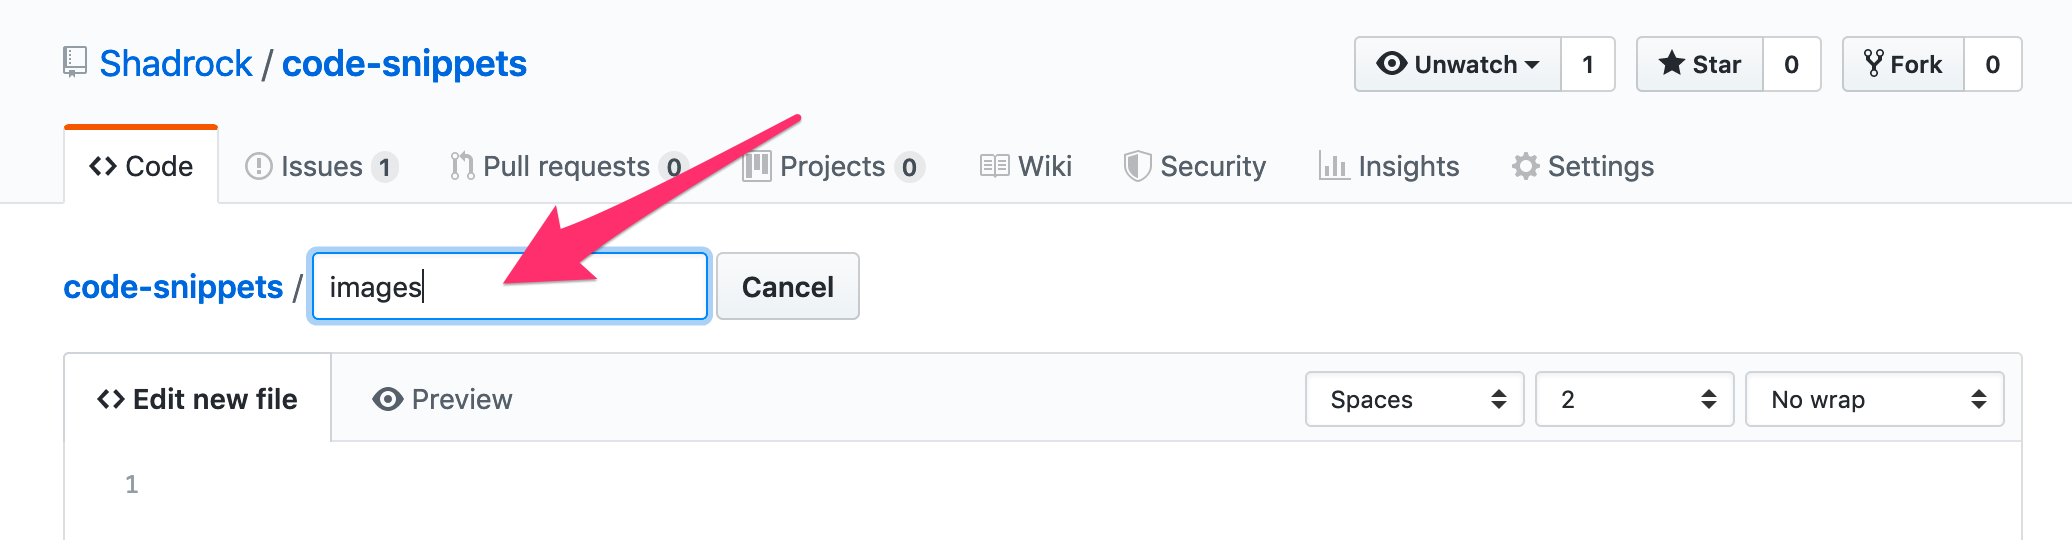 Shadrock / code-snippets Unwatch 1 Star 0 Fork 0
Code Issues 1 Pull requests 0 Projects 0 Wiki Security Insights Settings
code-snippets / images Cancel
Edit new file Preview Spaces 2 No wrap
1